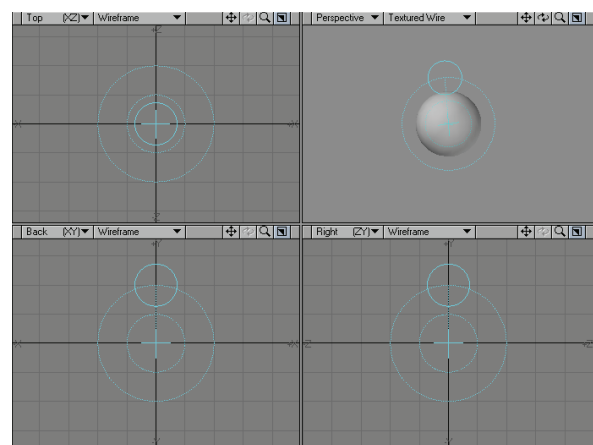 Top (XZ) Wireframe
Perspective Textured Wire
Back (XY) Wireframe
Right (ZY) Wireframe